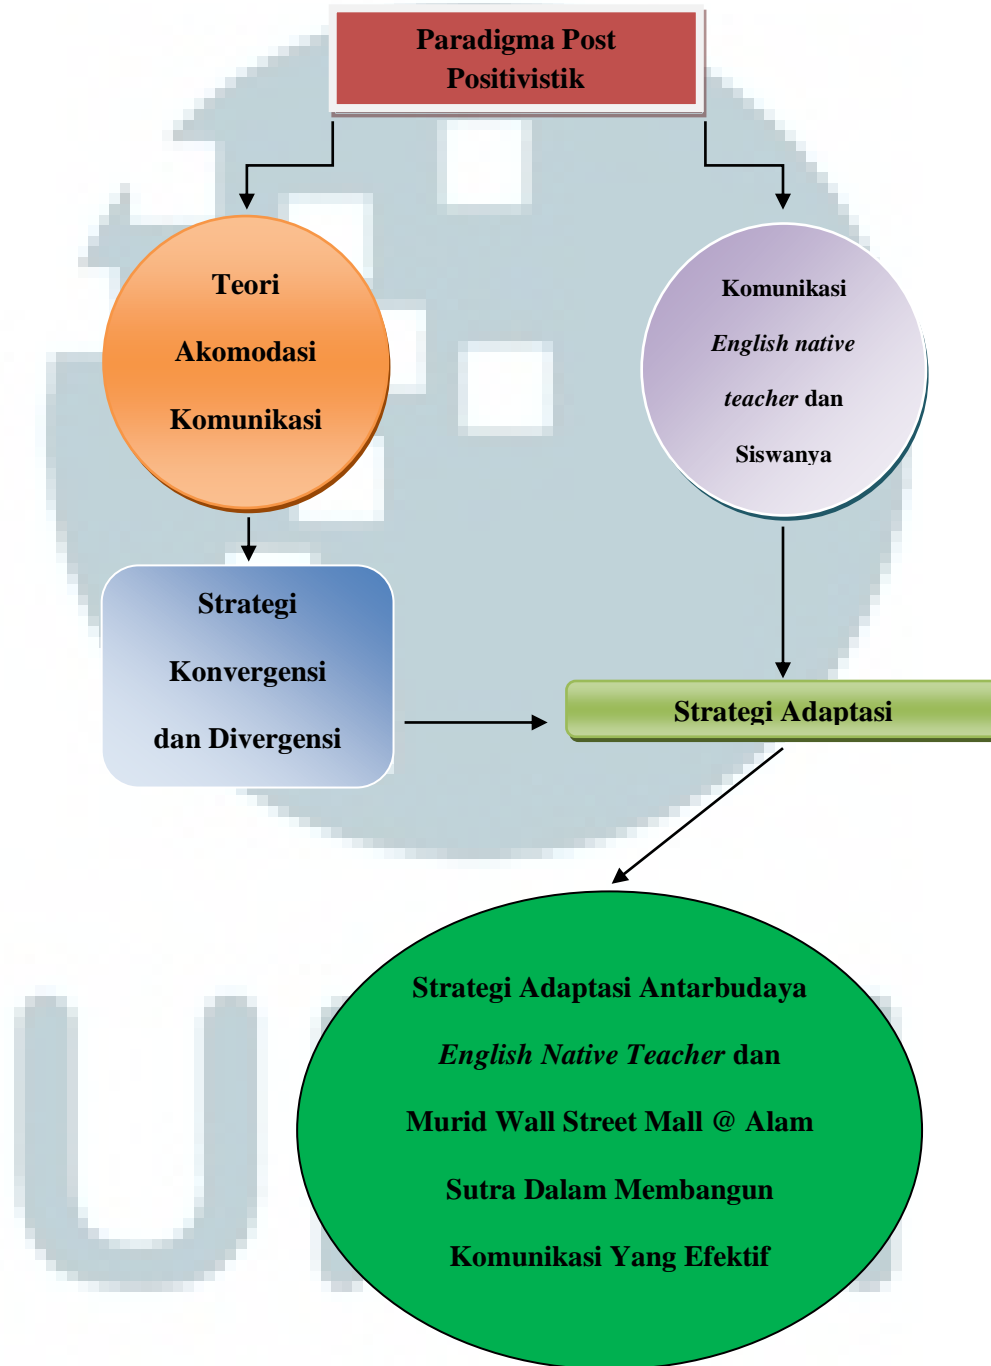 Paradigma Post
Positivistik
Teori
Akomodasi
Komunikasi
Komunikasi
English native
teacher dan
Siswanya
Strategi
Konvergensi
dan Divergensi
Strategi Adaptasi
Strategi Adaptasi Antarbudaya
English Native Teacher dan
Murid Wall Street Mall @ Alam
Sutra Dalam Membangun
Komunikasi Yang Efektif